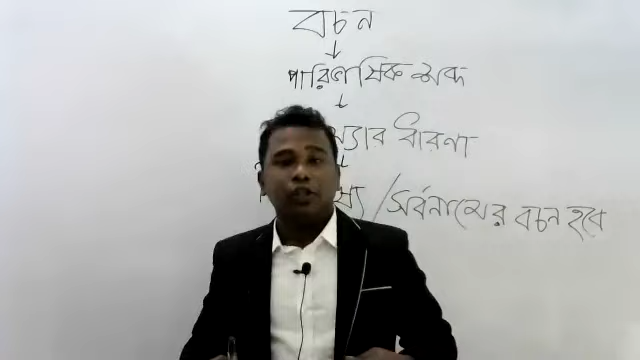 বচন
পারিভাষিক শব্দ
ধারণা
/ সর্বনামের বচন হবে